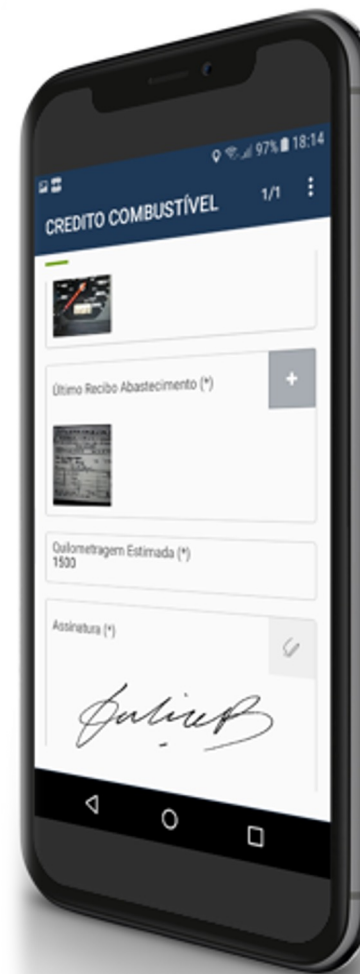 97% 18:14
CREDITO COMBUSTÍVEL 1/1
Último Recibo Abastecimento (*)
+
Quilometragem Estimada (*)
1500
Assinatura (*)